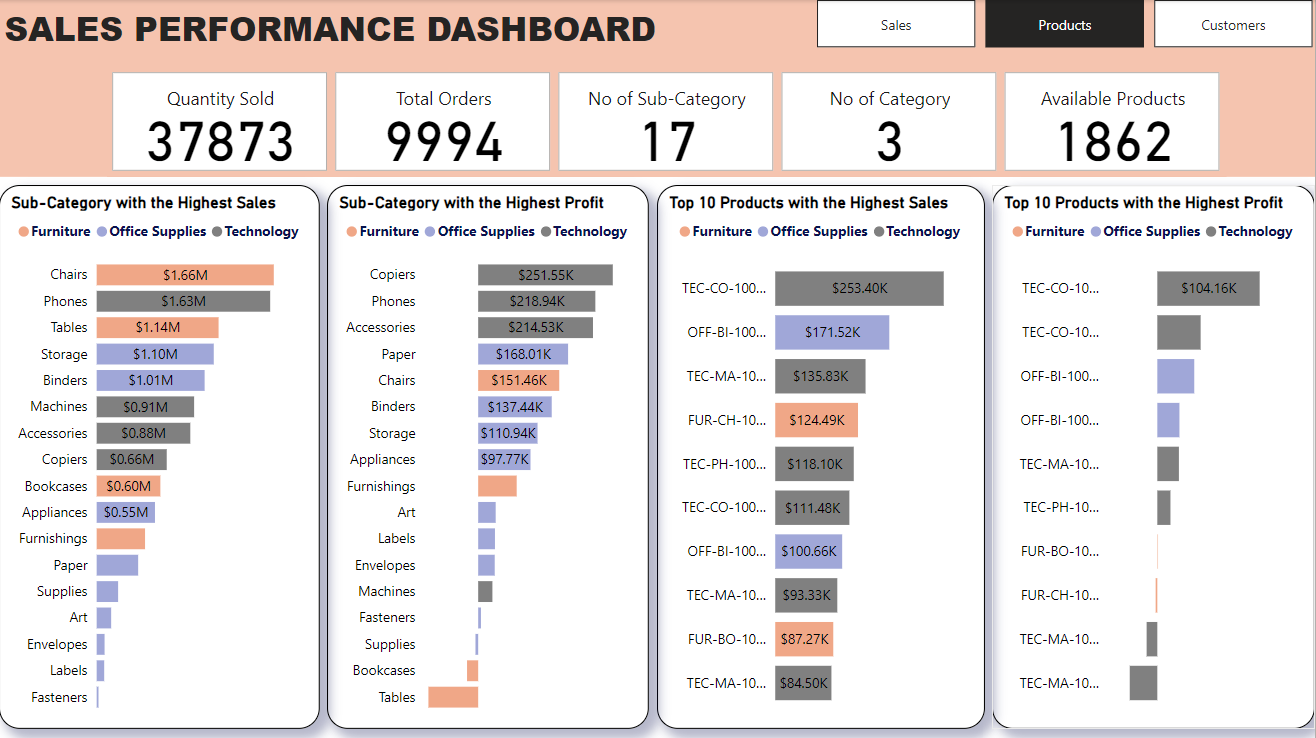 SALES PERFORMANCE DASHBOARD
Sales
Products
Customers
Quantity Sold
37873
Total Orders
9994
No of Sub-Category
17
No of Category
3
Available Products
1862
Sub-Category with the Highest Sales
Furniture Office Supplies Technology
Chairs $1.66M
Phones $1.63M
Tables $1.14M
Storage $1.10M
Binders $1.01M
Machines $0.91M
Accessories $0.88M
Copiers $0.66M
Bookcases $0.60M
Appliances $0.55M
Furnishings
Paper
Supplies
Art
Envelopes
Labels
Fasteners
Sub-Category with the Highest Profit
Furniture Office Supplies Technology
Copiers $251.55K
Phones $218.94K
Accessories $214.53K
Paper $168.01K
Chairs $151.46K
Binders $137.44K
Storage $110.94K
Appliances $97.77K
Furnishings
Art
Labels
Envelopes
Machines
Fasteners
Supplies
Bookcases
Tables
Top 10 Products with the Highest Sales
Furniture Office Supplies Technology
TEC-CO-100... $253.40K
OFF-BI-100... $171.52K
TEC-MA-10... $135.83K
FUR-CH-10... $124.49K
TEC-PH-100... $118.10K
TEC-CO-100... $111.48K
OFF-BI-100... $100.66K
TEC-MA-10... $93.33K
FUR-BO-10... $87.27K
TEC-MA-10... $84.50K
Top 10 Products with the Highest Profit
Furniture Office Supplies Technology
TEC-CO-10... $104.16K
TEC-CO-10...
OFF-BI-100...
OFF-BI-100...
TEC-MA-10...
TEC-PH-10...
FUR-BO-10...
FUR-CH-10...
TEC-MA-10...
TEC-MA-10...